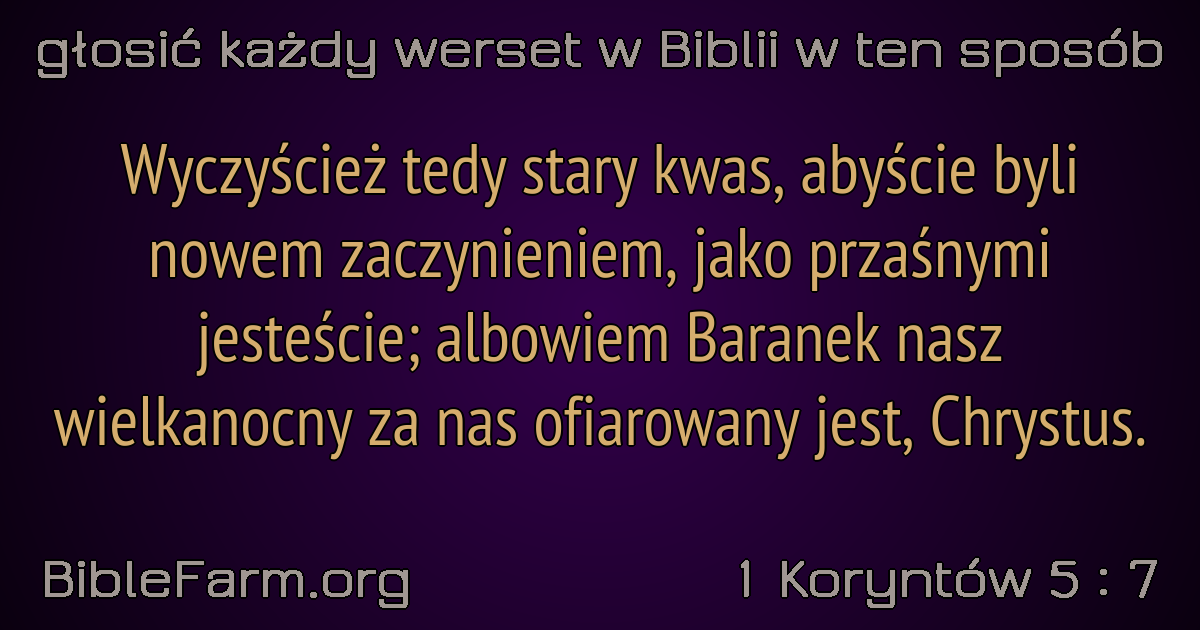 głosić każdy werset w Biblii w ten sposób
Wyczyścież tedy stary kwas, abyście byli
nowem zaczynieniem, jako przaśnymi
jesteście; albowiem Baranek nasz
wielkanocny za nas ofiarowany jest, Chrystus.
BibleFarm.org
1 Koryntów 5 : 7